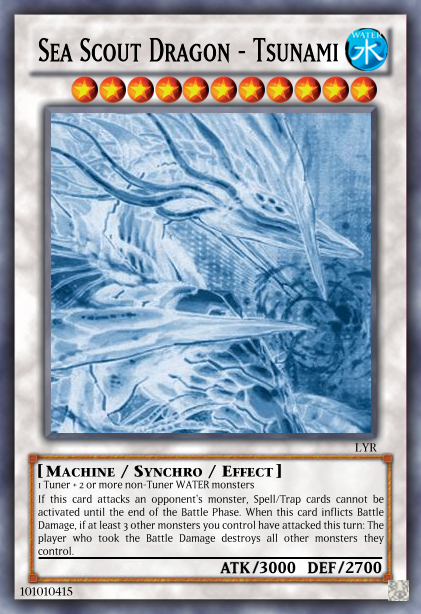 Sea Scout Dragon - Tsunami
WATER
水
LYR
[ Machine / Synchro / Effect ]
1 Tuner + 2 or more non-Tuner WATER monsters
If this card attacks an opponent's monster, Spell/Trap cards cannot be
activated until the end of the Battle Phase. When this card inflicts Battle
Damage, if at least 3 other monsters you control have attacked this turn: The
player who took the Battle Damage destroys all other monsters they
control.
ATK/3000 DEF/2700
101010415